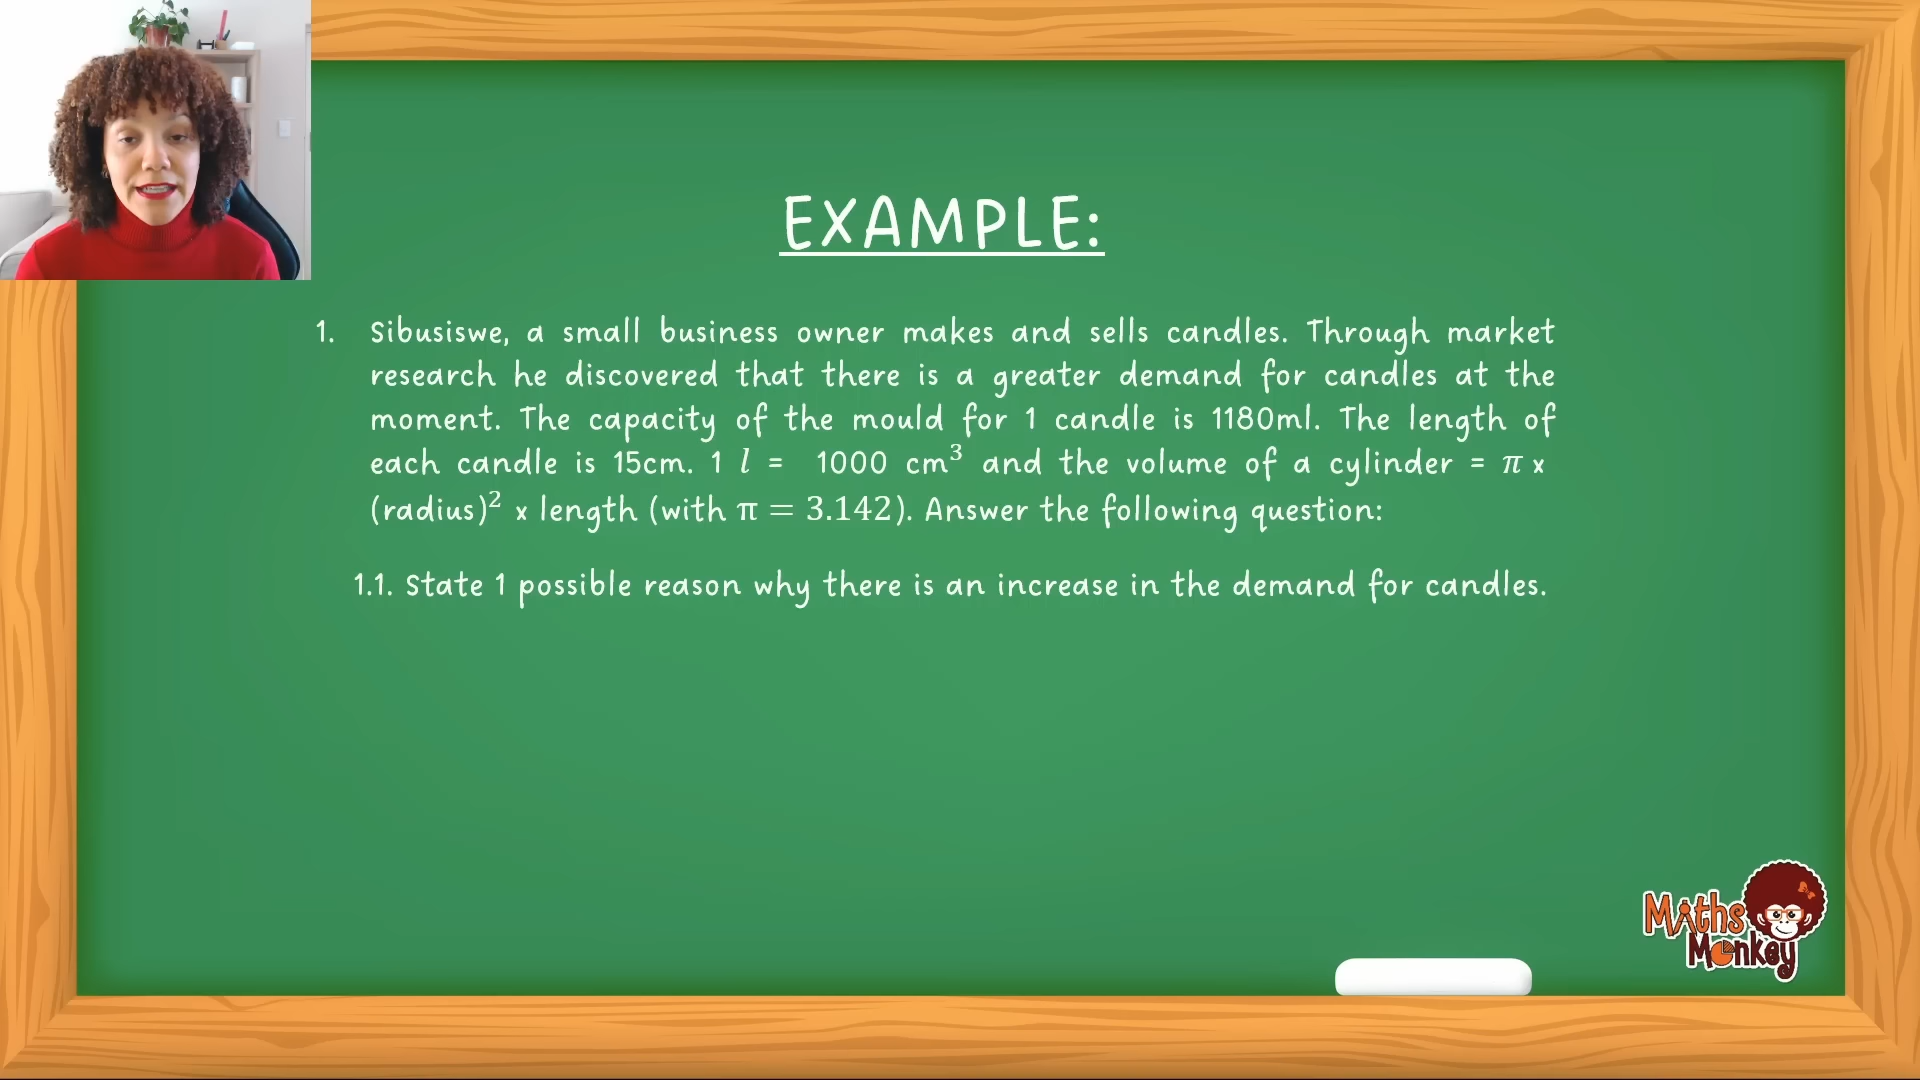 EXAMPLE:
1. Sibusiswe, a small business owner makes and sells candles. Through market
research he discovered that there is a greater demand for candles at the
moment. The capacity of the mould for 1 candle is 1180ml. The length of
each candle is 15cm. 1 l = 1000 cm³ and the volume of a cylinder = π x
(radius)² x length (with π = 3.142). Answer the following question:
1.1. State 1 possible reason why there is an increase in the demand for candles.
Maths
Monkey